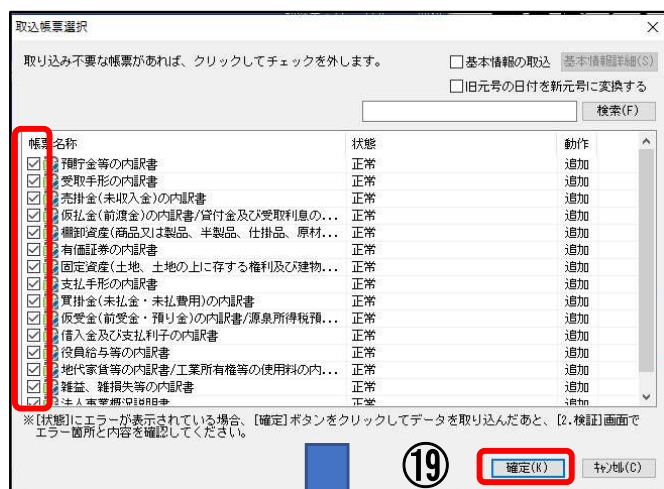 取込帳票選択
取り込み不要な帳票があれば、クリックしてチェックを外します。
基本情報の取込 基本情報詳細(S)
旧元号の日付を新元号に変換する
検索(F)
帳票名称 状態 動作
預貯金等の内訳書 正常 追加
受取手形の内訳書 正常 追加
売掛金(未収入金)の内訳書 正常 追加
仮払金(前渡金)の内訳書/貸付金及び受取利息の... 正常 追加
棚卸資産(商品又は製品、半製品、仕掛品、原材... 正常 追加
有価証券の内訳書 正常 追加
固定資産(土地、土地の上に存する権利及び建物... 正常 追加
支払手形の内訳書 正常 追加
買掛金(未払金・未払費用)の内訳書 正常 追加
仮受金(前受金・預り金)の内訳書/源泉所得税預... 正常 追加
借入金及び支払利子の内訳書 正常 追加
役員給与等の内訳書 正常 追加
地代家賃等の内訳書/工業所有権等の使用料の内... 正常 追加
雑益、雑損失等の内訳書 正常 追加
法人事業概況説明書 正常 追加
※[状態]にエラーが表示されている場合、[確定]ボタンをクリックしてデータを取り込んだあと、[2.検証]画面で
エラー箇所と内容を確認してください。
⑲ 確定(K) ｷｬﾝｾﾙ(C)